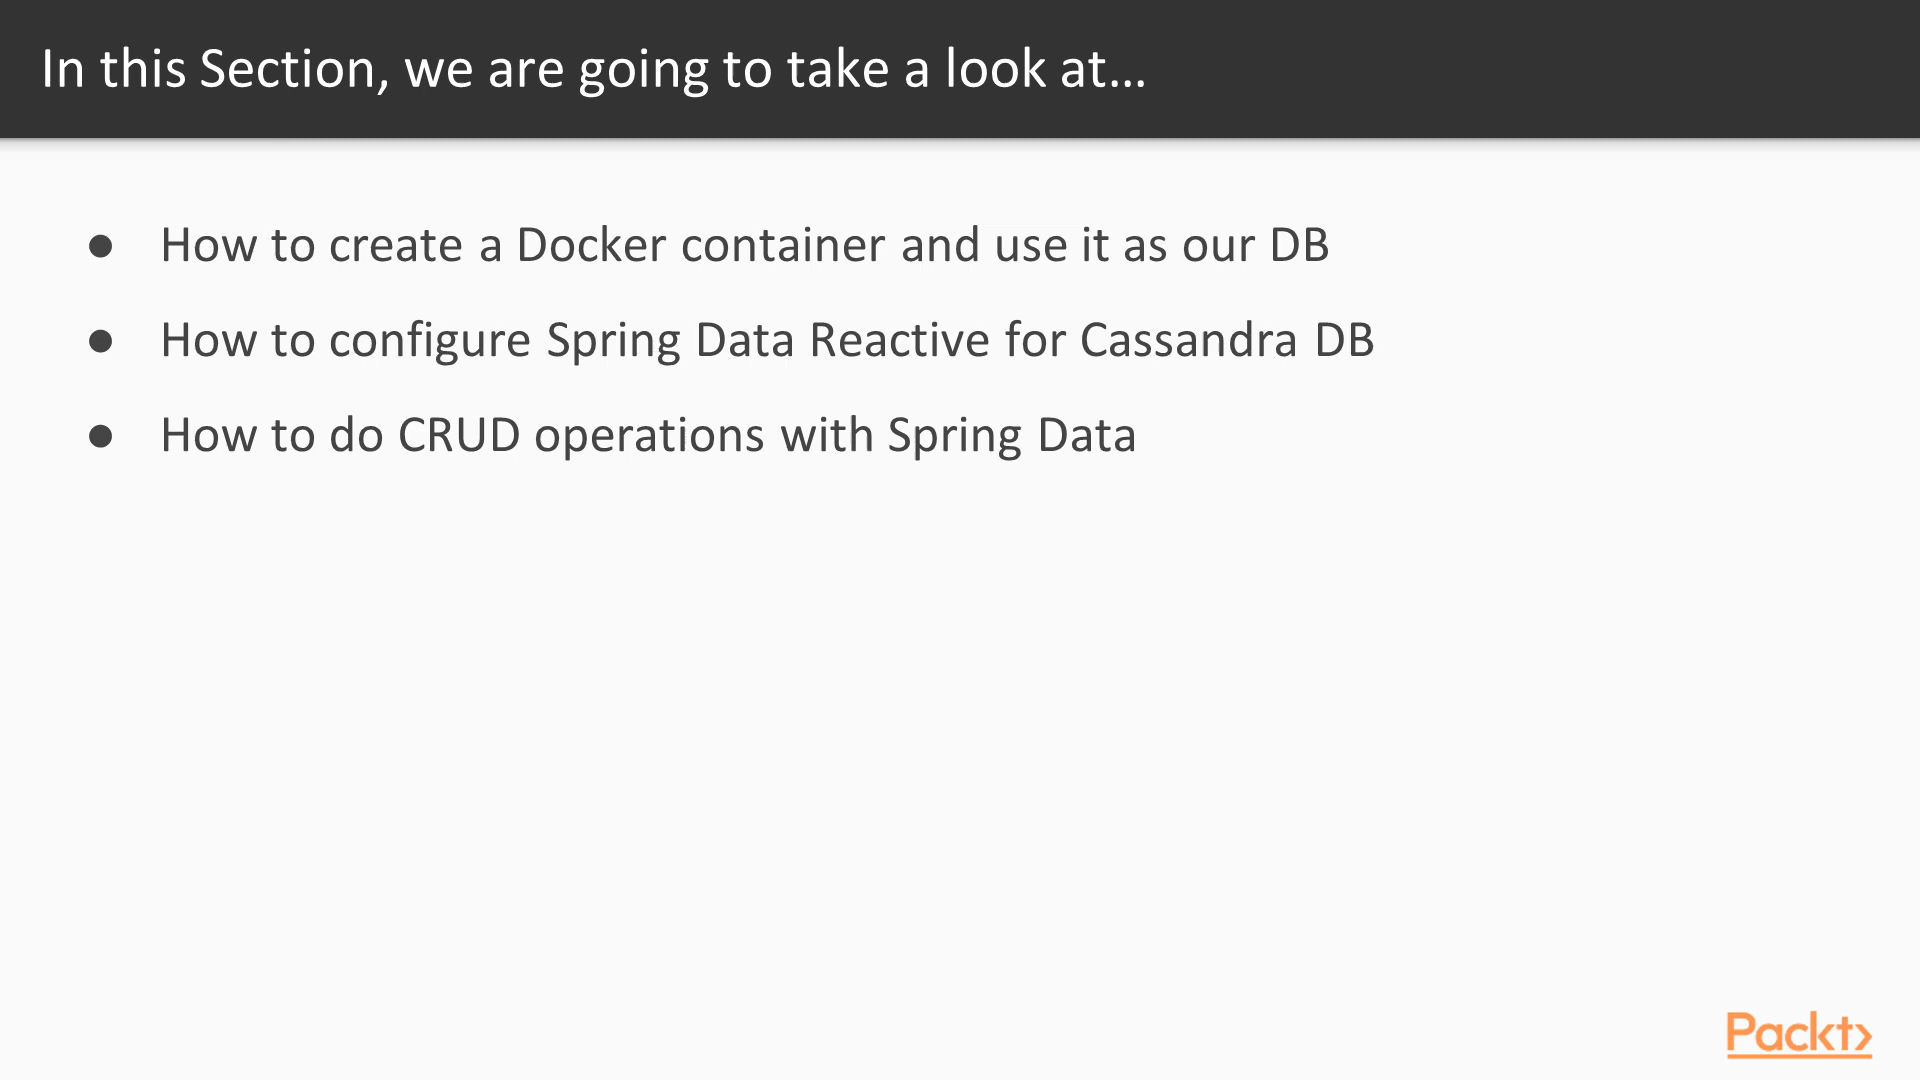 In this Section, we are going to take a look at...
● How to create a Docker container and use it as our DB
● How to configure Spring Data Reactive for Cassandra DB
● How to do CRUD operations with Spring Data
Packt>